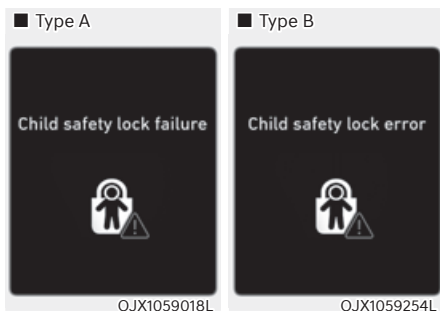 ■ Type A
Child safety lock failure
OJX1059018L
■ Type B
Child safety lock error
OJX1059254L